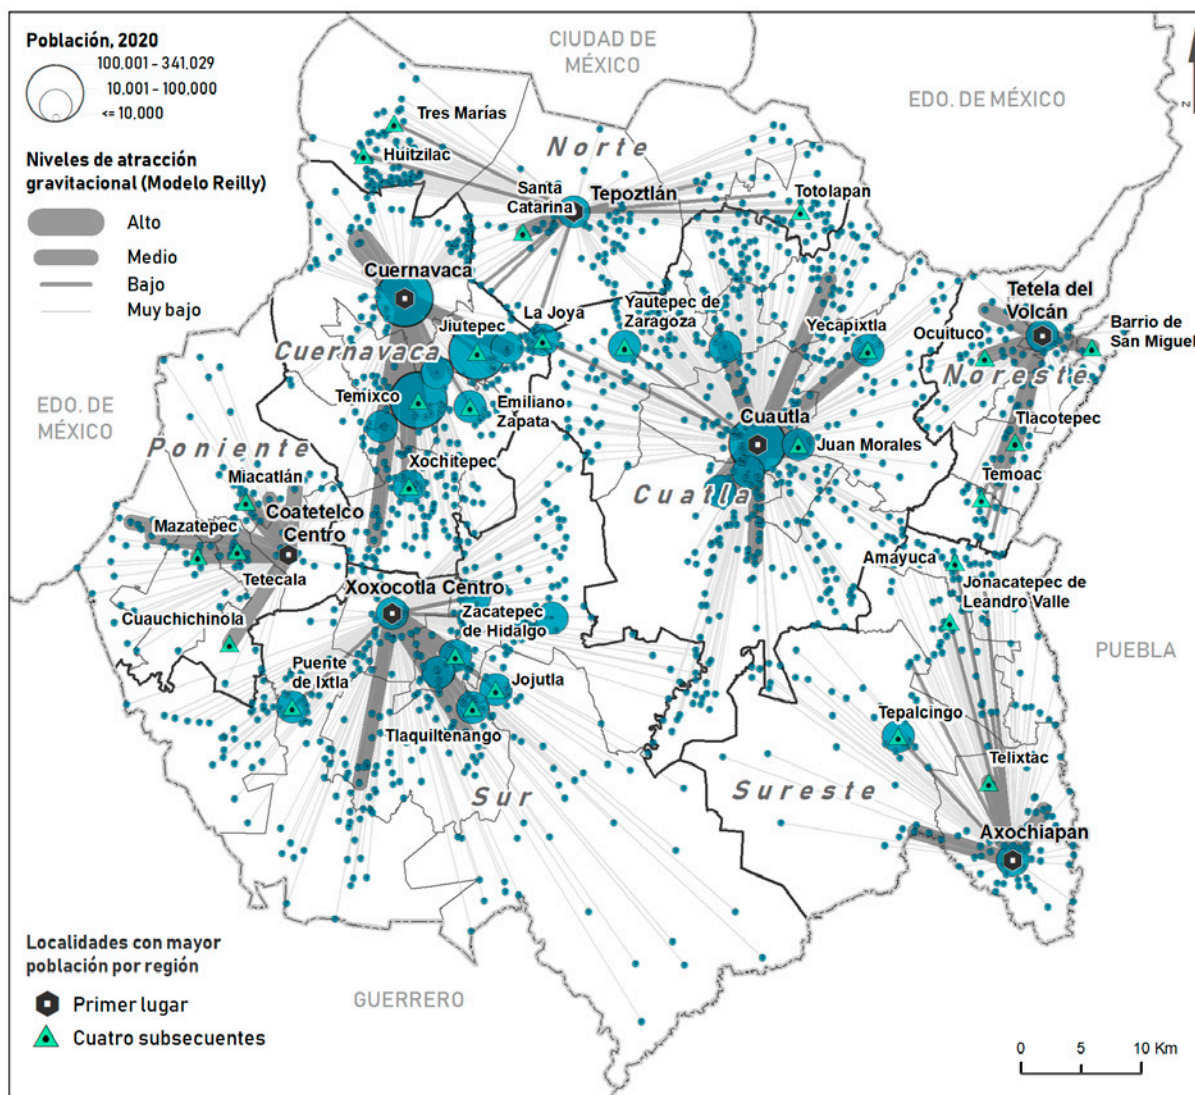 Población, 2020
100,001 - 341,029
10,001 - 100,000
<= 10,000
Niveles de atracción
gravitacional (Modelo Reilly)
Alto
Medio
Bajo
Muy bajo
CIUDAD DE
MÉXICO
EDO. DE MÉXICO
N
Tres Marías
Huitzilac
Norte
Santa
Catarina
Tepoztlán
Totolapan
Cuernavaca
Jiutepec
La Joya
Yautepec de
Zaragoza
Yecapixtla
Tetela del
Volcán
Ocuituco
Barrio de
San Miguel
Cuernavaca
Noreste
EDO. DE
MÉXICO
Temixco
Emiliano
Zapata
Cuautla
Juan Morales
Tlacotepec
Poniente
Miacatlán
Xochitepec
Cuatla
Temoac
Coatetelco
Centro
Mazatepec
Tetecala
Amayuca
Jonacatepec de
Leandro Valle
Xoxocotla Centro
Cuauchichinola
Zacatepec
de Hidalgo
PUEBLA
Puente
de Ixtla
Jojutla
Tlaquiltenango
Tepalcingo
Telixtac
Sur
Sureste
Axochiapan
Localidades con mayor
población por región
Primer lugar
Cuatro subsecuentes
GUERRERO
0 5 10 Km